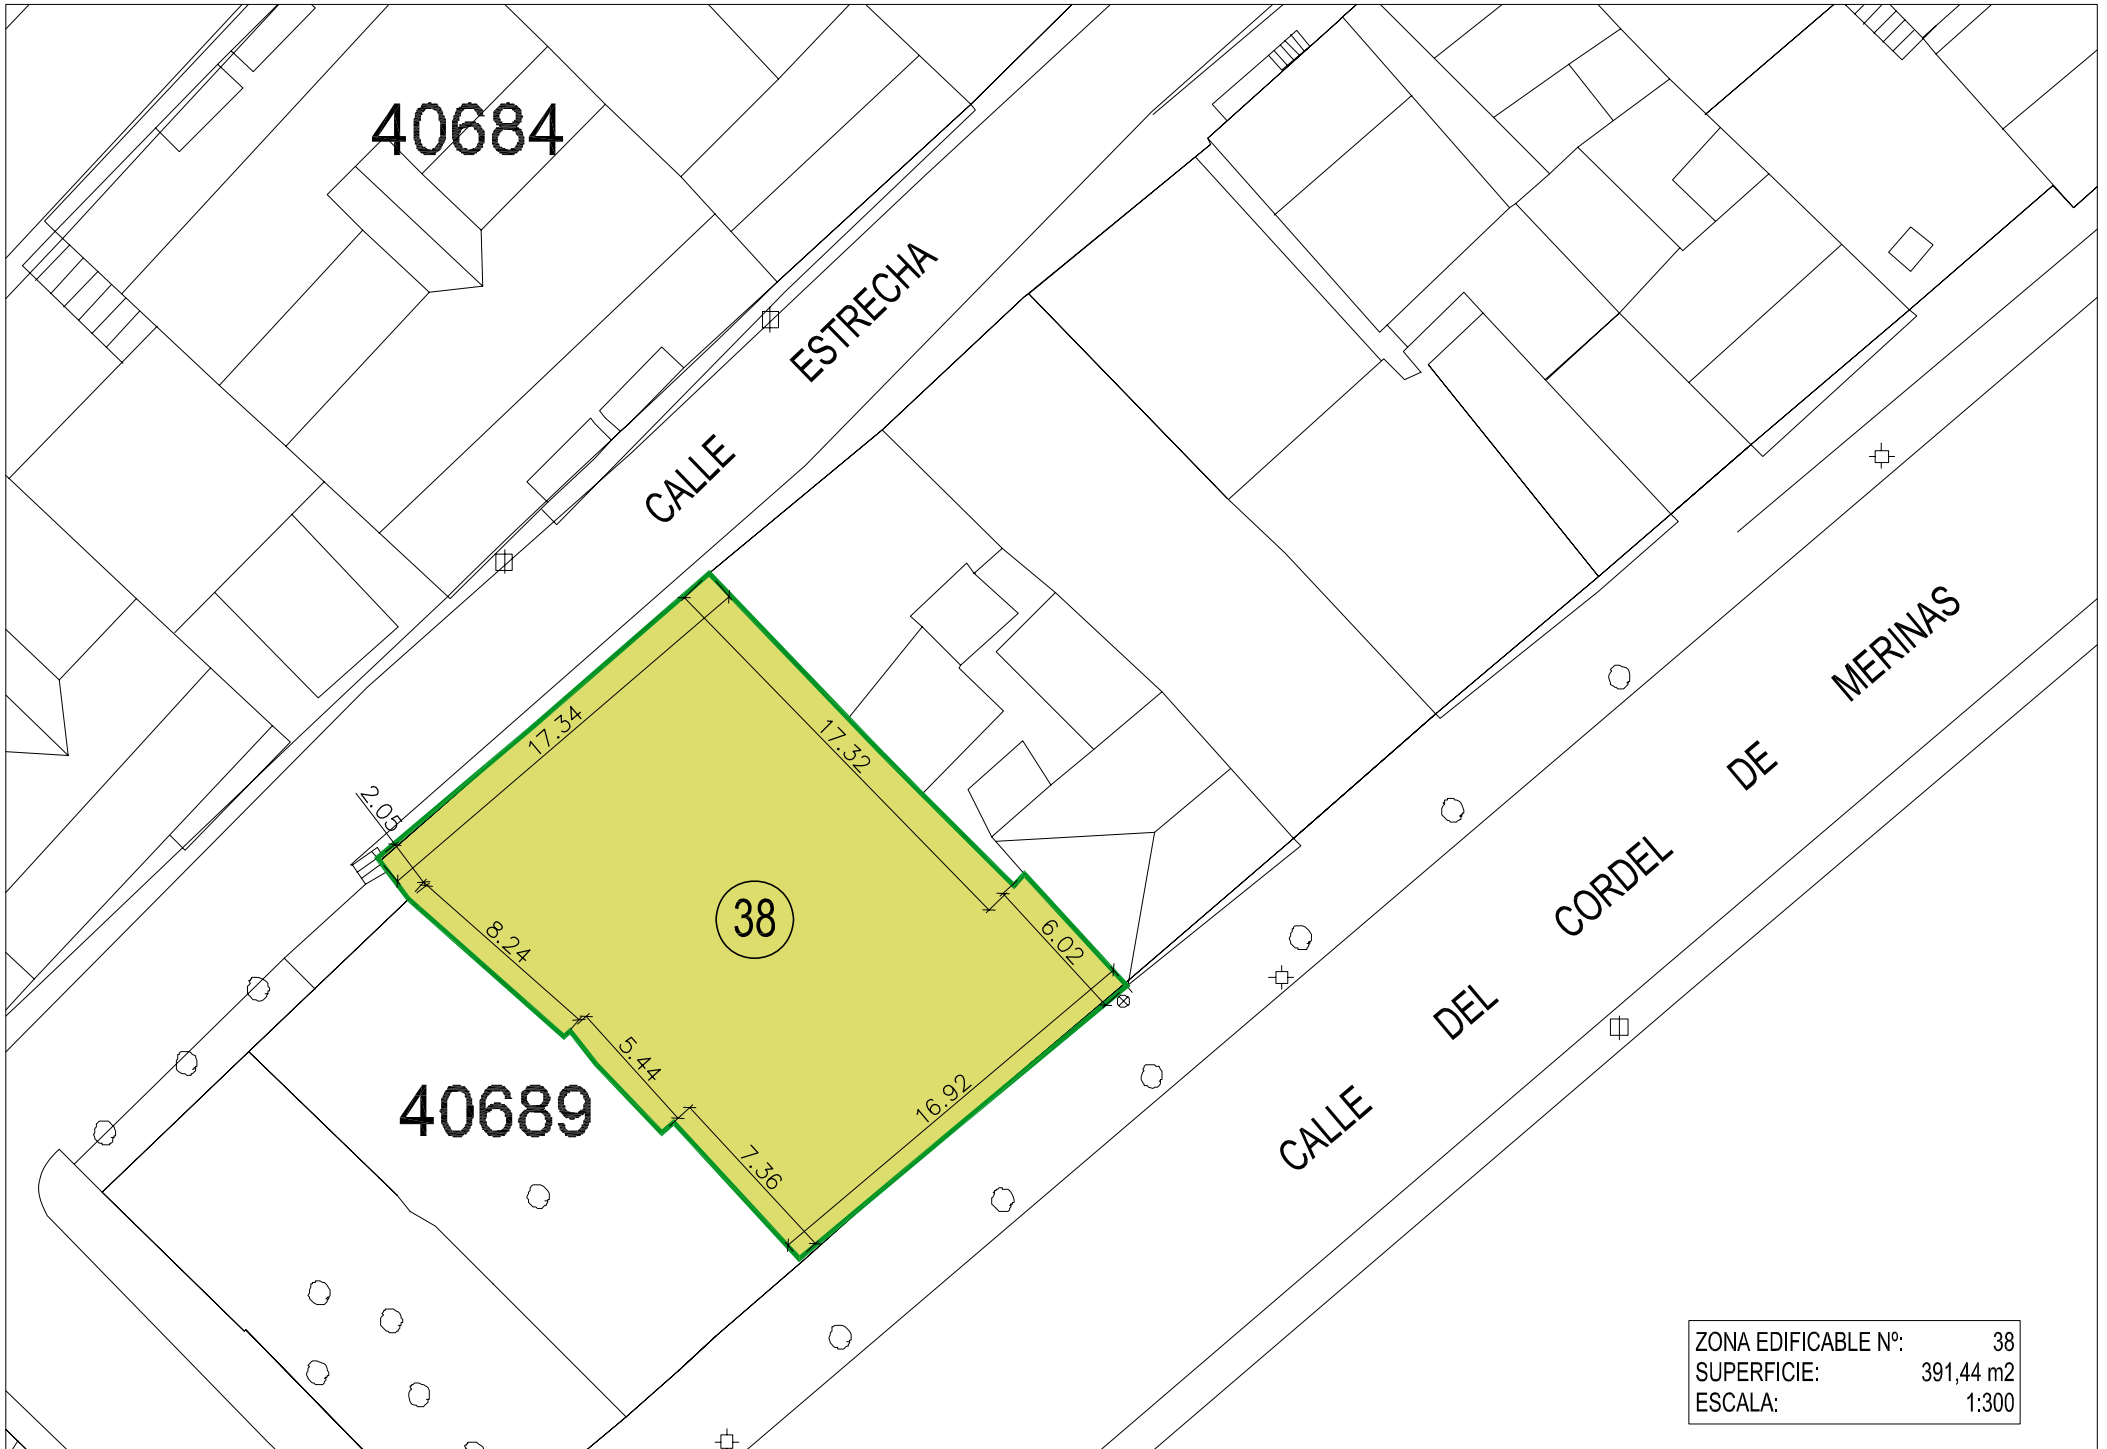 40684
CALLE ESTRECHA
17.34
17.32
2.05
8.24
38
6.02
5.44
16.92
7.36
40689
CALLE DEL CORDEL DE MERINAS
ZONA EDIFICABLE Nº: 38
SUPERFICIE: 391,44 m2
ESCALA: 1:300